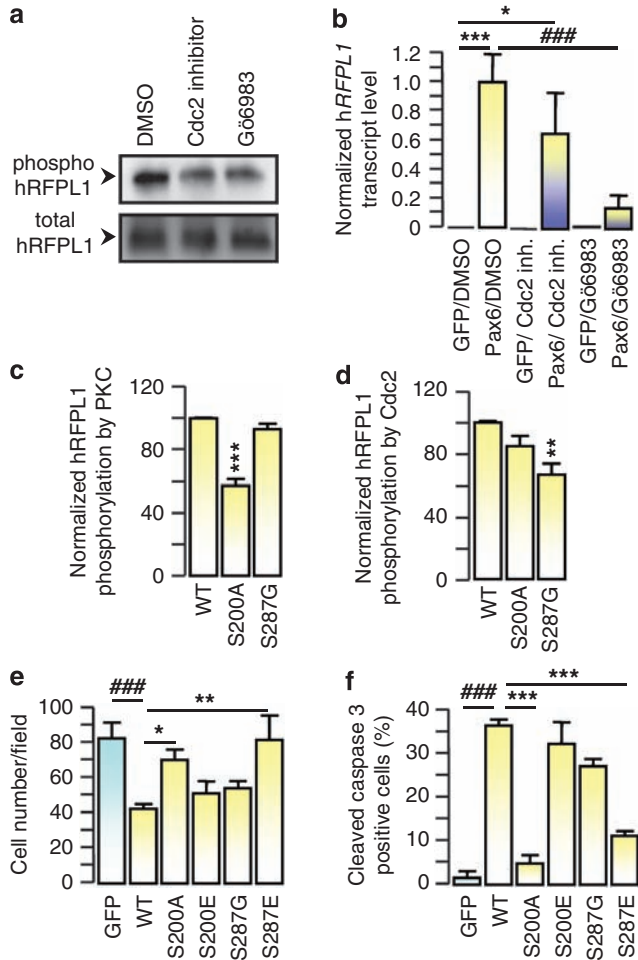 a
DMSO
Cdc2 inhibitor
Gö6983
phospho
hRFPL1
total
hRFPL1
b
*
***
###
Normalized hRFPL1
transcript level
1.2
1.0
0.8
0.6
0.4
0.2
0
GFP/DMSO
Pax6/DMSO
GFP/ Cdc2 inh.
Pax6/ Cdc2 inh.
GFP/Gö6983
Pax6/Gö6983
c
Normalized hRFPL1
phosphorylation by PKC
120
80
40
0
***
WT
S200A
S287G
d
Normalized hRFPL1
phosphorylation by Cdc2
120
80
40
0
**
WT
S200A
S287G
e
Cell number/field
100
80
60
40
20
0
###
**
*
GFP
WT
S200A
S200E
S287G
S287E
f
Cleaved caspase 3
positive cells (%)
40
30
20
10
0
###
***
***
GFP
WT
S200A
S200E
S287G
S287E